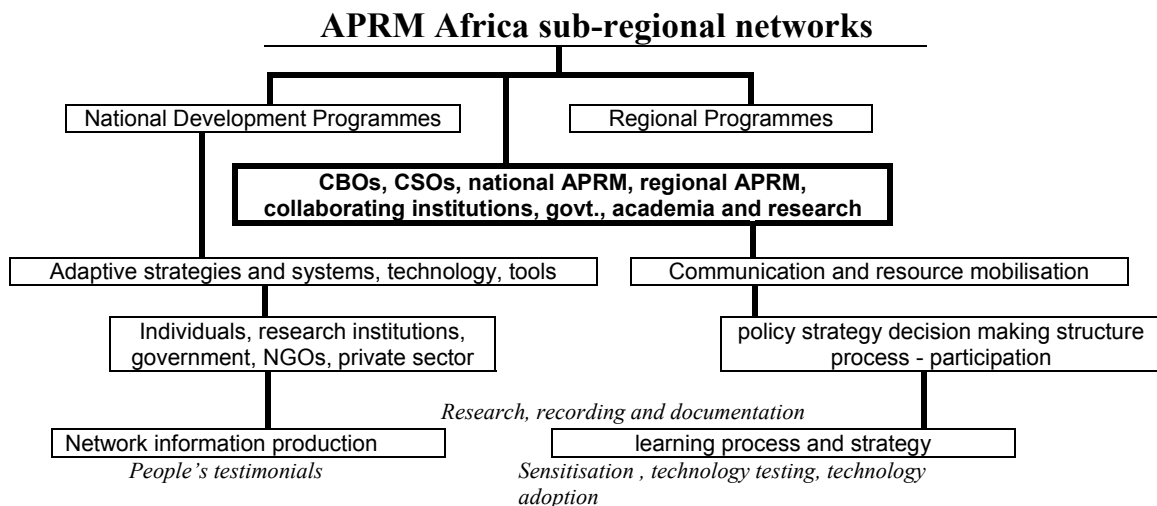 APRM Africa sub-regional networks
National Development Programmes
Regional Programmes
CBOs, CSOs, national APRM, regional APRM,
collaborating institutions, govt., academia and research
Adaptive strategies and systems, technology, tools
Communication and resource mobilisation
Individuals, research institutions,
government, NGOs, private sector
policy strategy decision making structure
process - participation
Research, recording and documentation
Network information production
learning process and strategy
People’s testimonials
Sensitisation , technology testing, technology
adoption